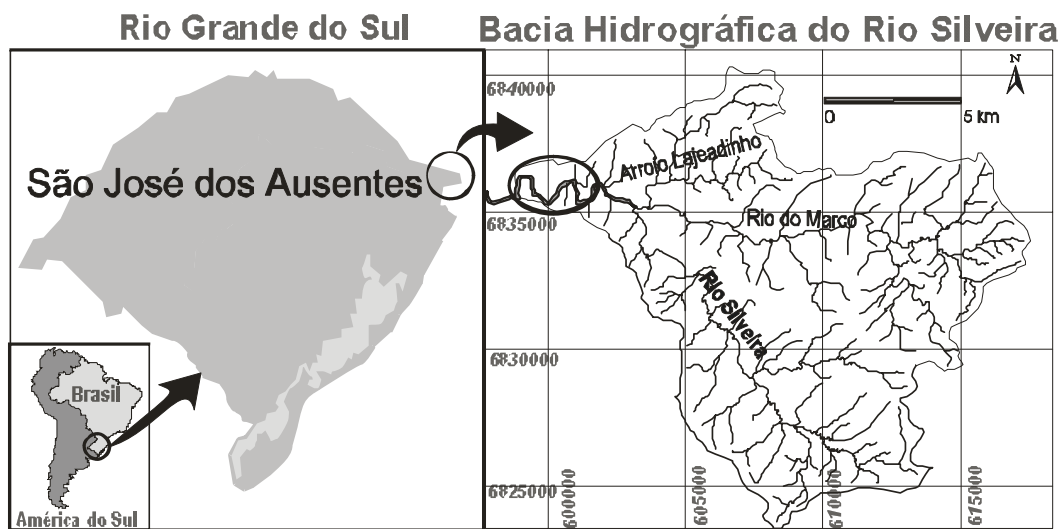 Rio Grande do Sul
Bacia Hidrográfica do Rio Silveira
N
6840000
0 5 km
Arroio Lajeadinho
São José dos Ausentes
6835000
Rio do Marco
Rio Silveira
6830000
Brasil
6825000
600000
605000
610000
615000
América do Sul